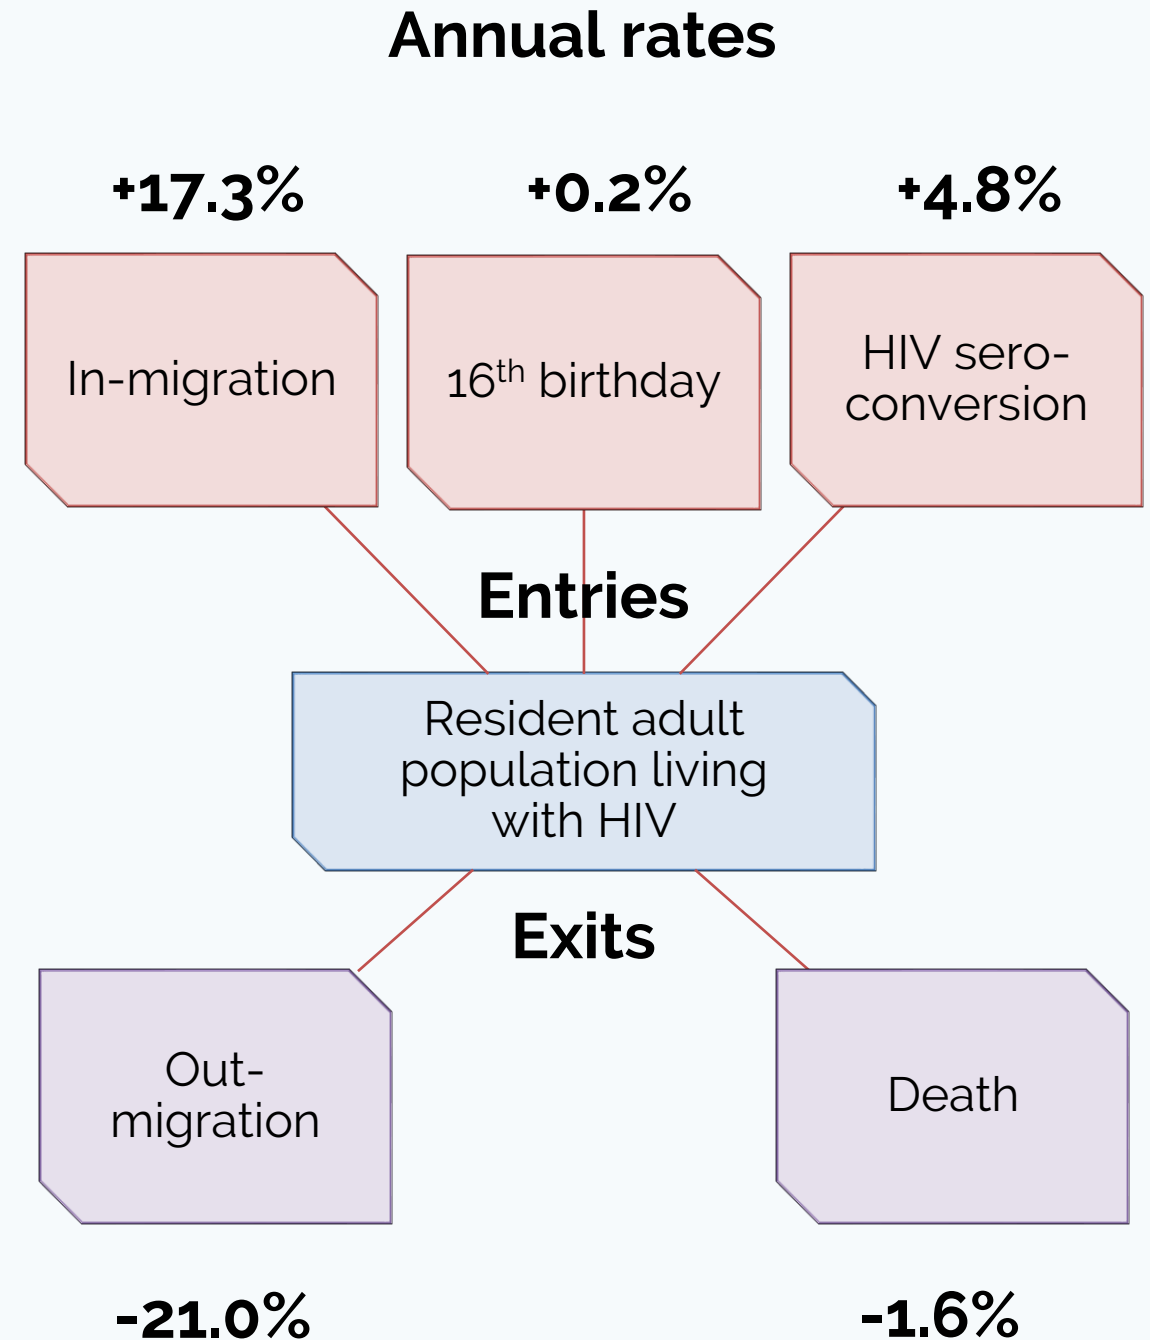 Annual rates
+17.3%
+0.2%
+4.8%
In-migration
16th birthday
HIV sero-
conversion
Entries
Resident adult
population living
with HIV
Exits
Out-
migration
Death
-21.0%
-1.6%